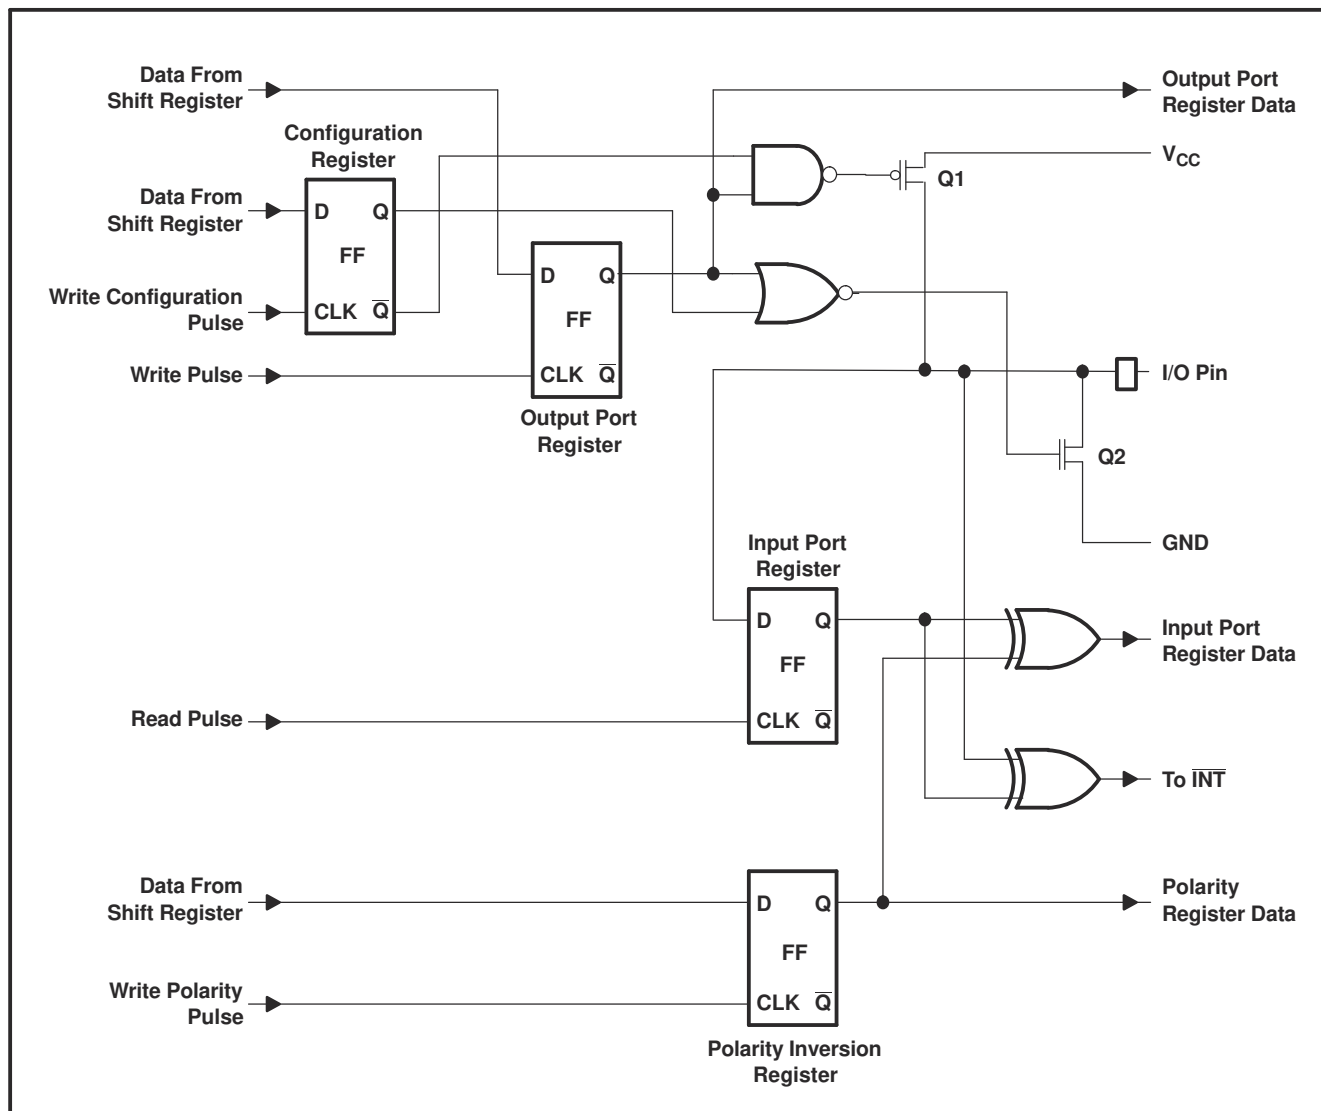 Data From
Shift Register
Output Port
Register Data
Configuration
Register
V_CC
Q1
Data From
Shift Register
D
Q
FF
Write Configuration
Pulse
CLK
Q̅
D
Q
FF
Write Pulse
CLK
Q̅
I/O Pin
Output Port
Register
Q2
GND
Input Port
Register
D
Q
Input Port
Register Data
FF
Read Pulse
CLK
Q̅
To I̅N̅T̅
Data From
Shift Register
D
Q
Polarity
Register Data
FF
Write Polarity
Pulse
CLK
Q̅
Polarity Inversion
Register